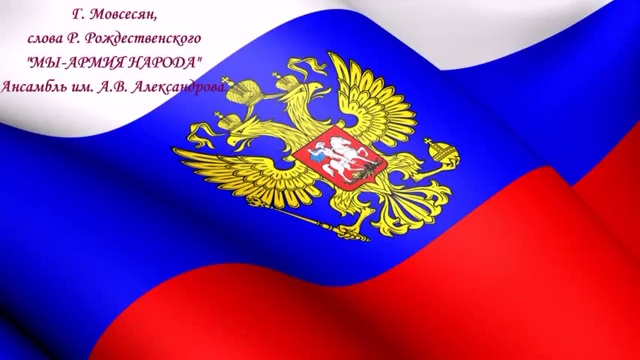 Г. Мовсесян,
слова Р. Рождественского
"МЫ-АРМИЯ НАРОДА"
Ансамбль им. А.В. Александрова.